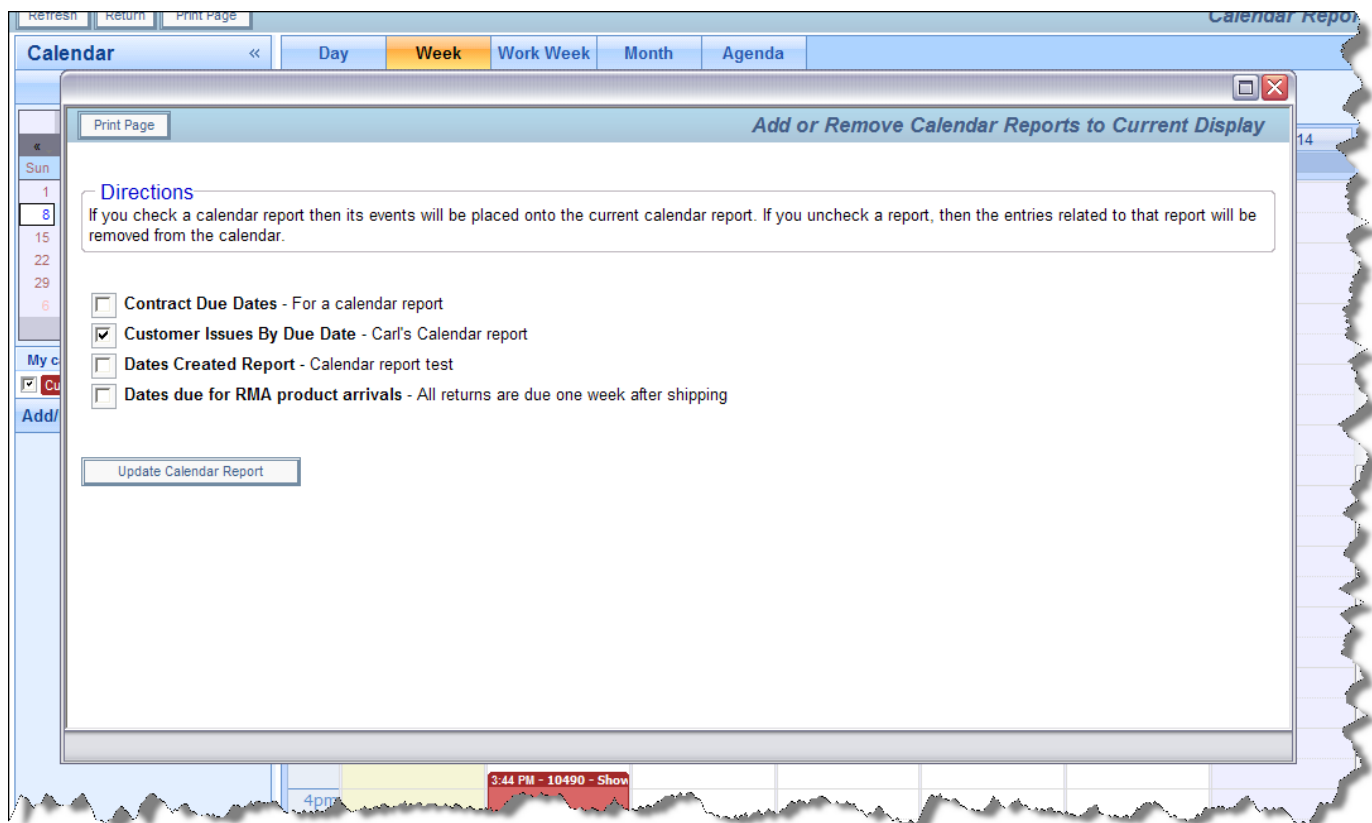 Refresh Return Print Page Calendar Repor
Calendar « Day Week Work Week Month Agenda
Print Page Add or Remove Calendar Reports to Current Display
« 14
Sun
1
8
15
22
29
6
Directions
If you check a calendar report then its events will be placed onto the current calendar report. If you uncheck a report, then the entries related to that report will be
removed from the calendar.
Contract Due Dates - For a calendar report
Customer Issues By Due Date - Carl's Calendar report
Dates Created Report - Calendar report test
Dates due for RMA product arrivals - All returns are due one week after shipping
My c
Cu
Add/
Update Calendar Report
3:44 PM - 10490 - Show
4pm